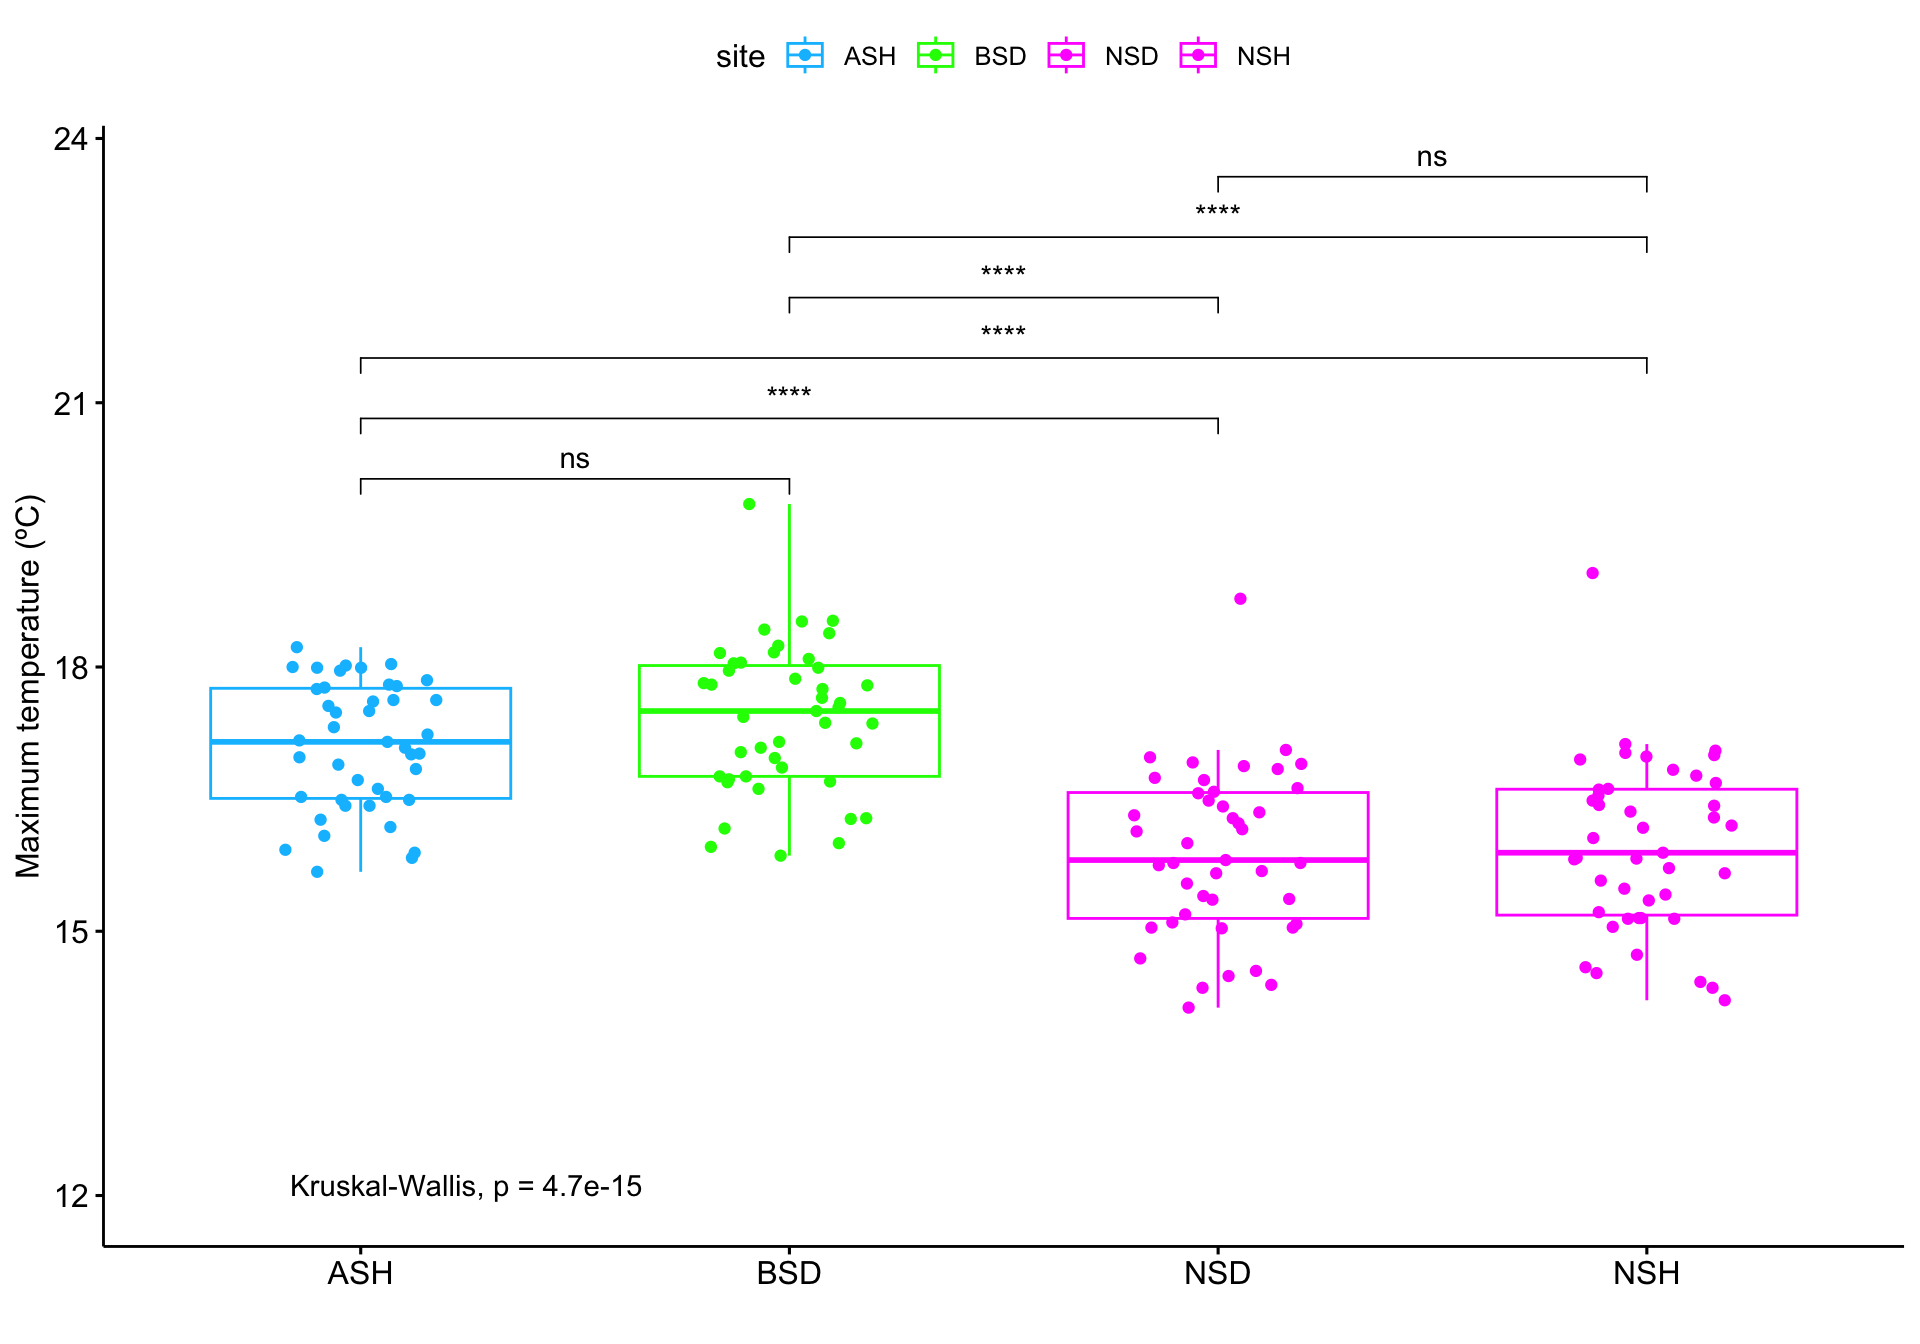 site ASH BSD NSD NSH
24
ns
****
****
****
21
****
ns
Maximum temperature (ºC)
18
15
12
Kruskal-Wallis, p = 4.7e-15
ASH BSD NSD NSH